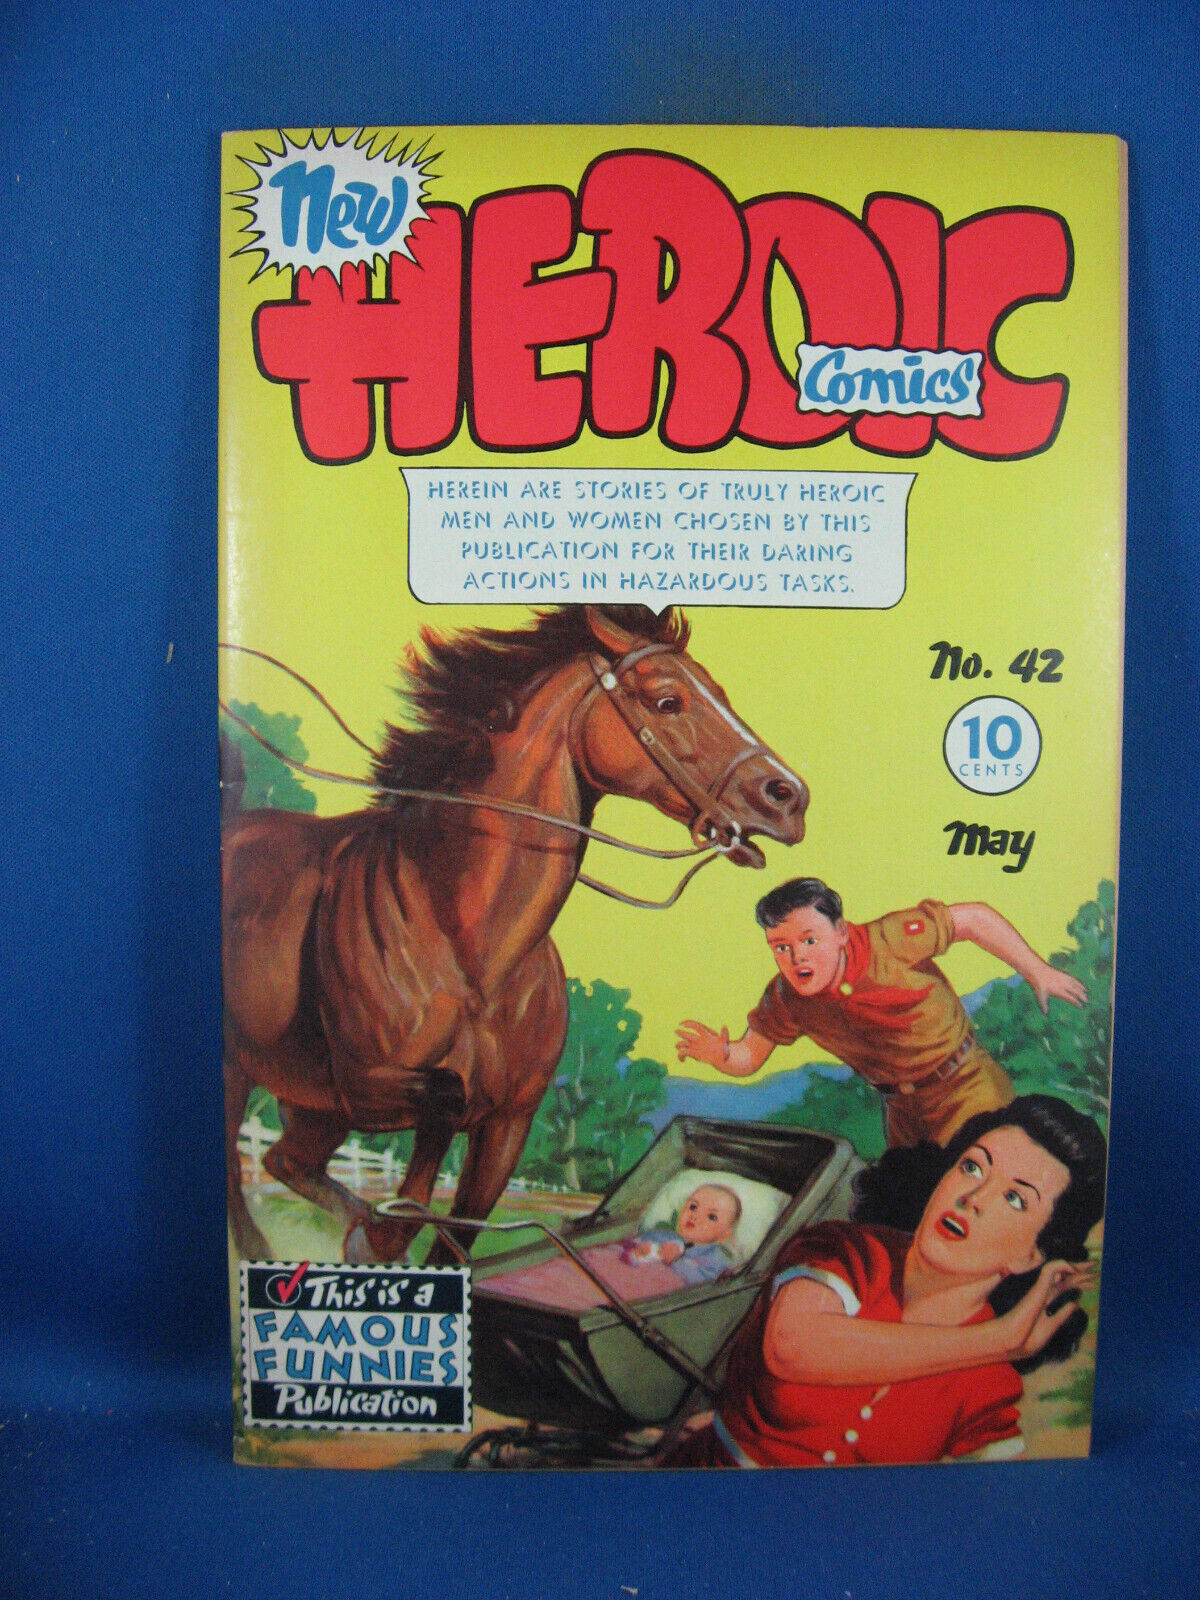 New
HEROIC
Comics
HEREIN ARE STORIES OF TRULY HEROIC
MEN AND WOMEN CHOSEN BY THIS
PUBLICATION FOR THEIR DARING
ACTIONS IN HAZARDOUS TASKS.
No. 42
10
CENTS
May
This is a
FAMOUS
FUNNIES
Publication